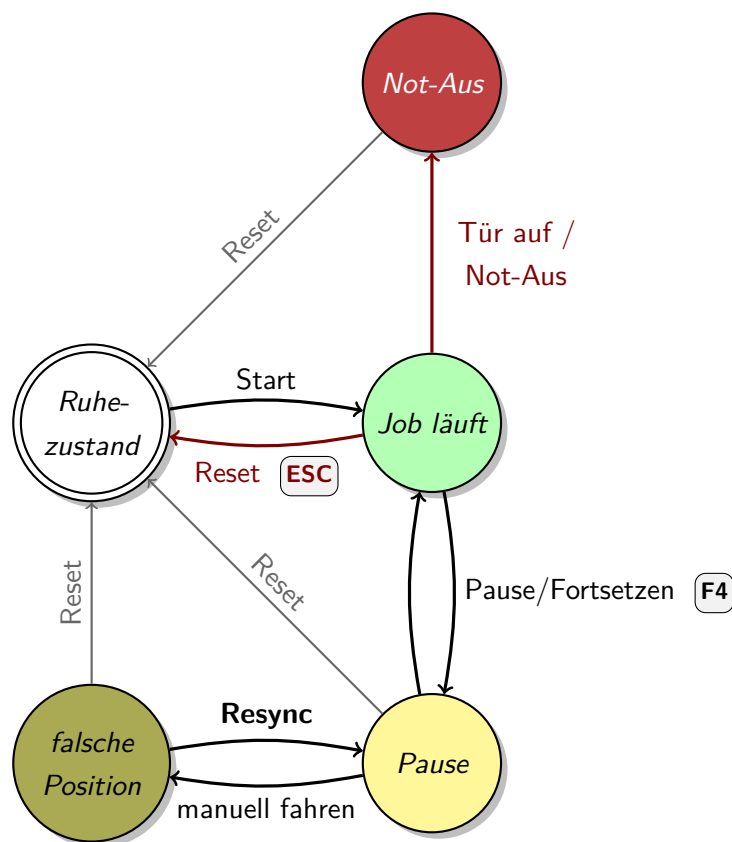 Not-Aus
Reset
Tür auf /
Not-Aus
Ruhe-
zustand
Start
Job läuft
Reset ESC
Reset
Reset
Pause/Fortsetzen F4
falsche
Position
Resync
manuell fahren
Pause